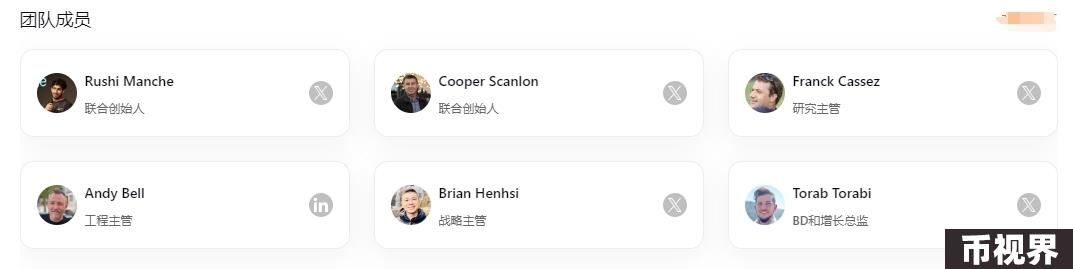 团队成员
Rushi Manche
联合创始人
Cooper Scanlon
联合创始人
Franck Cassez
研究主管
Andy Bell
工程主管
Brian Henhsi
战略主管
Torab Torabi
BD和增长总监
币视界